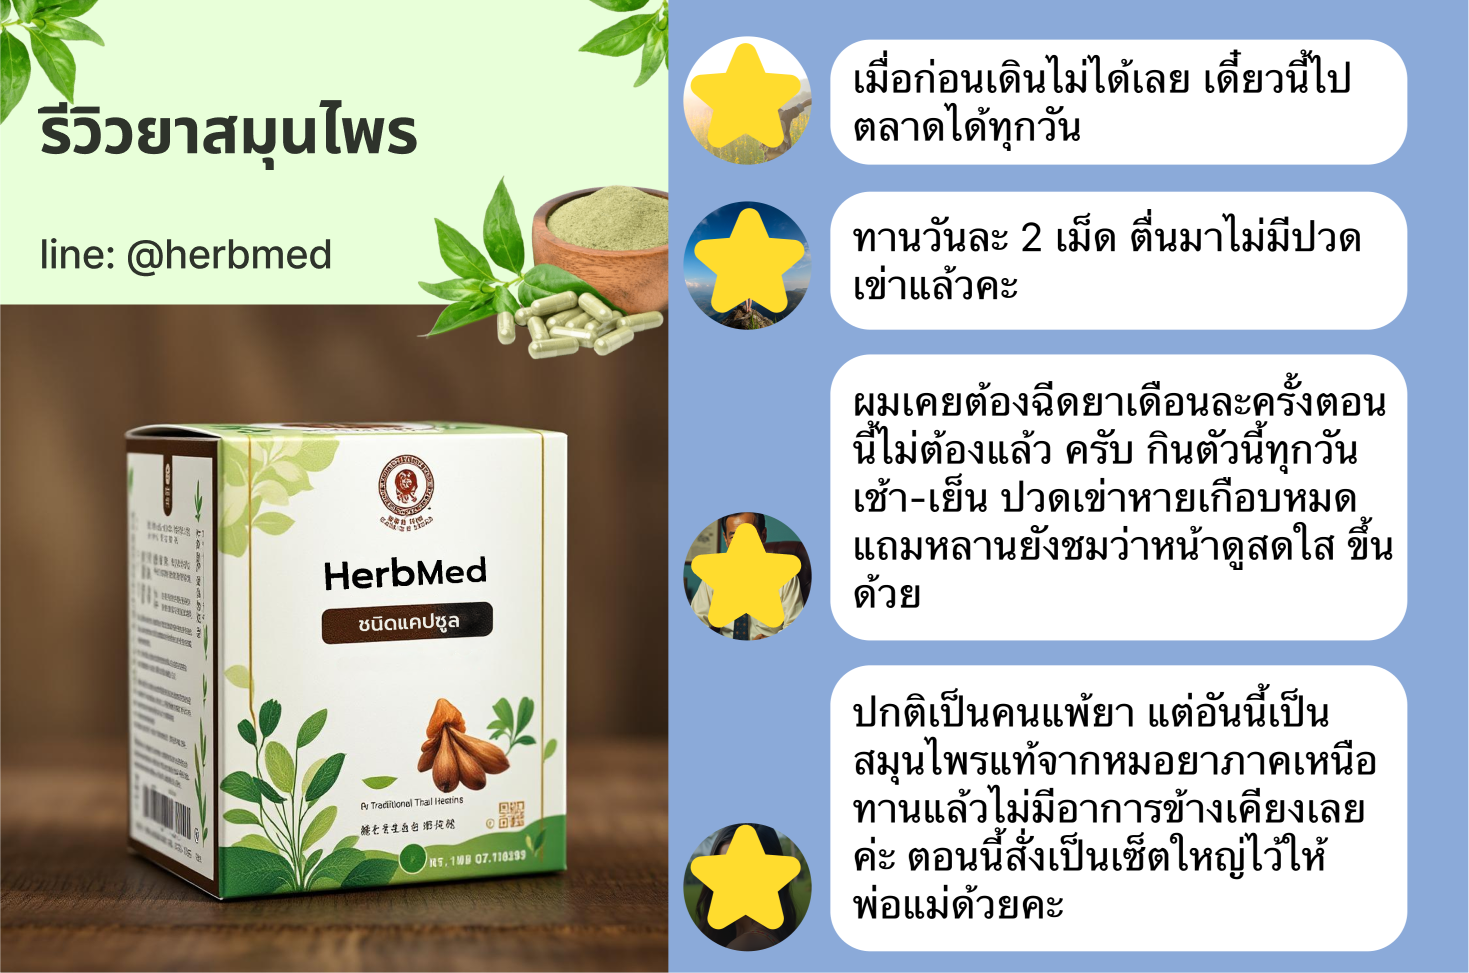 รีวิวยาสมุนไพร
line: @herbmed
HerbMed
ชนิดแคปซูล
เมื่อก่อนเดินไม่ได้เลย เดี๋ยวนี้ไป
ตลาดได้ทุกวัน
ทานวันละ 2 เม็ด ตื่นมาไม่มีปวด
เข่าแล้วคะ
ผมเคยต้องฉีดยาเดือนละครั้งตอน
นี้ไม่ต้องแล้ว ครับ กินตัวนี้ทุกวัน
เช้า-เย็น ปวดเข่าหายเกือบหมด
แถมหลานยังชมว่าหน้าดูสดใส ขึ้น
ด้วย
ปกติเป็นคนแพ้ยา แต่อันนี้เป็น
สมุนไพรแท้จากหมอยาภาคเหนือ
ทานแล้วไม่มีอาการข้างเคียงเลย
ค่ะ ตอนนี้สั่งเป็นเซ็ตใหญ่ไว้ให้
พ่อแม่ด้วยคะ